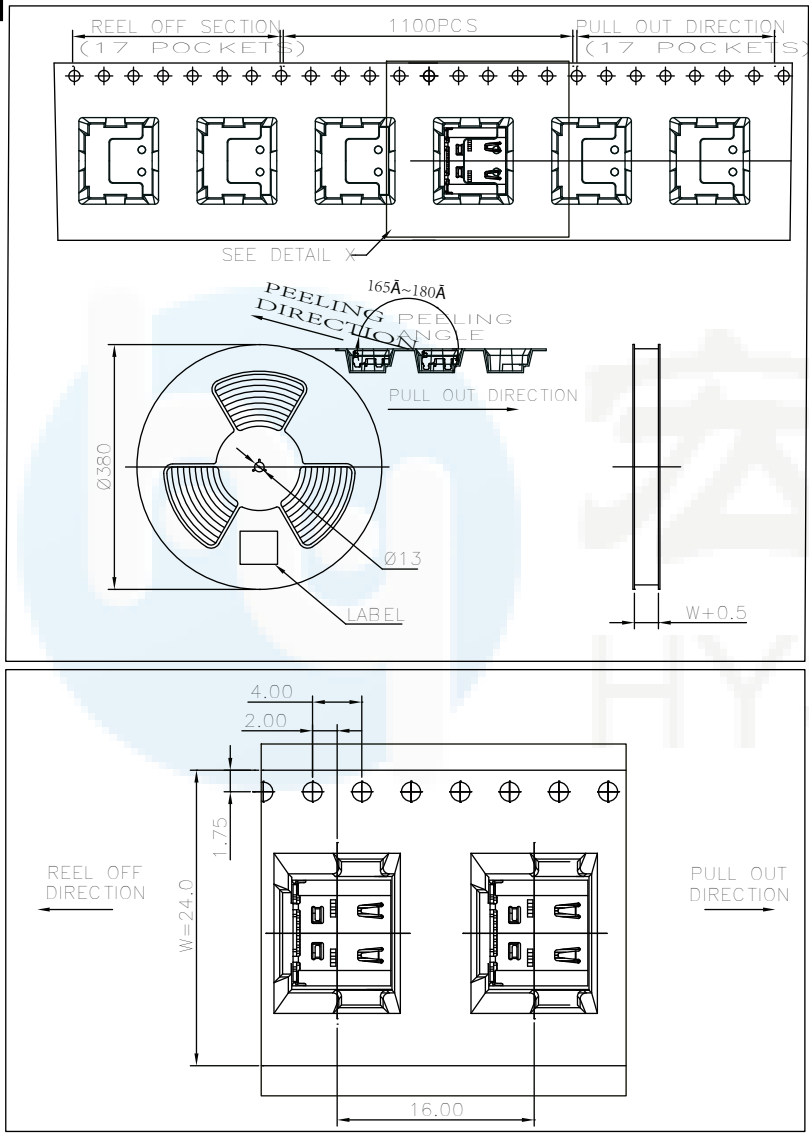 REEL OFF SECTION
(17 POCKETS)
1100PCS
PULL OUT DIRECTION
(17 POCKETS)
SEE DETAIL X
165Ã~180Ã
PEELING
DIRECTION
PEELING
ANGLE
PULL OUT DIRECTION
Ø380
Ø13
LABEL
W+0.5
宏
HY
4.00
2.00
1.75
W=24.0
REEL OFF
DIRECTION
PULL OUT
DIRECTION
16.00